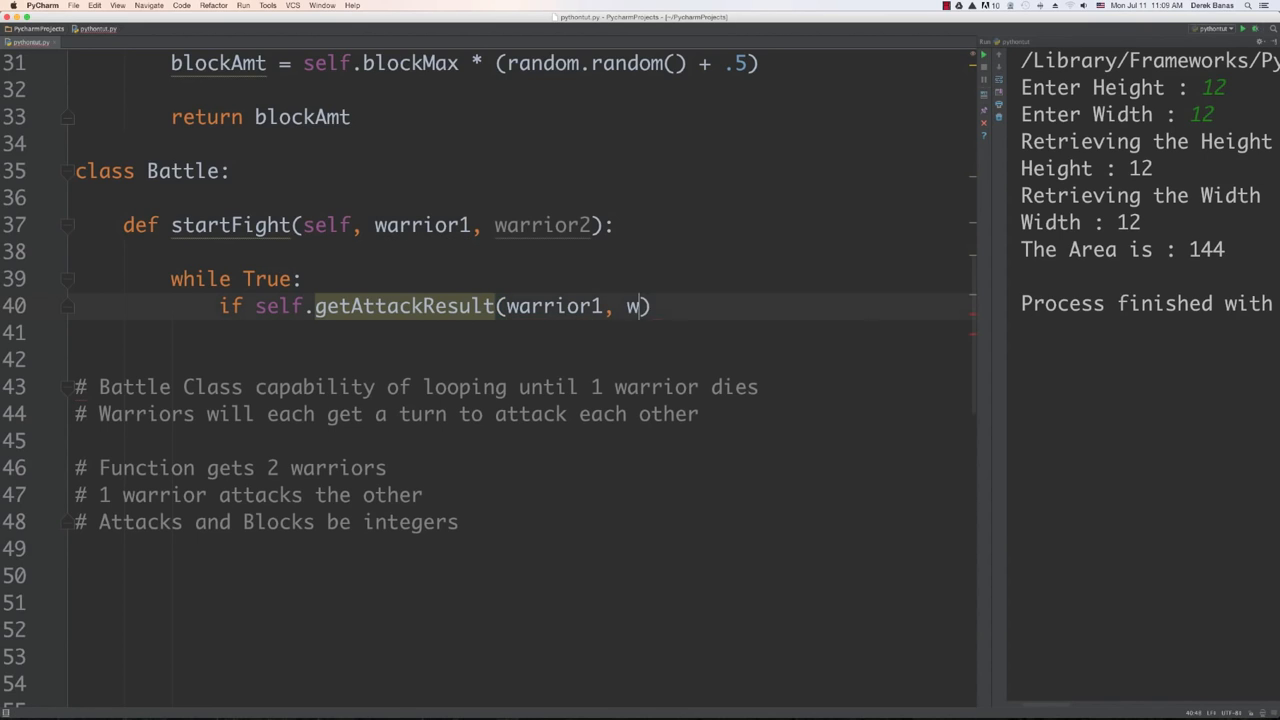 PyCharm File Edit View Navigate Code Refactor Run Tools VCS Window Help 10 Mon Jul 11 11:09 AM Derek Banas
pythontut.py - PyCharmProjects - [~/PycharmProjects]
PycharmProjects pythontut.py pythontut
pythontut.py Run pythontut
31 blockAmt = self.blockMax * (random.random() + .5)
32
33 return blockAmt
34
35 class Battle:
36
37 def startFight(self, warrior1, warrior2):
38
39 while True:
40 if self.getAttackResult(warrior1, w)
41
42
43 # Battle Class capability of looping until 1 warrior dies
44 # Warriors will each get a turn to attack each other
45
46 # Function gets 2 warriors
47 # 1 warrior attacks the other
48 # Attacks and Blocks be integers
49
50
51
52
53
54
/Library/Frameworks/Py
Enter Height : 12
Enter Width : 12
Retrieving the Height
Height : 12
Retrieving the Width
Width : 12
The Area is : 144
Process finished with
40:48 LF÷ UTF-8÷